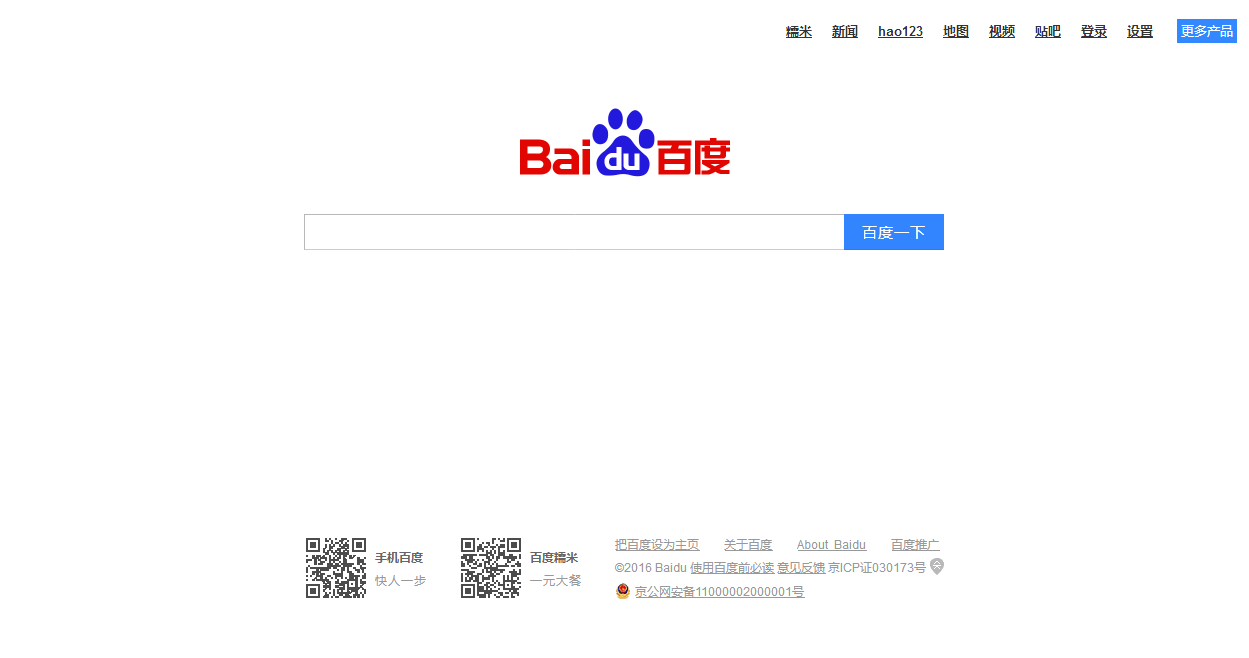 糯米 新闻 hao123 地图 视频 贴吧 登录 设置 更多产品
Bai du 百度
百度一下
手机百度
快人一步
百度糯米
一元大餐
把百度设为主页 关于百度 About Baidu 百度推广
©2016 Baidu 使用百度前必读 意见反馈 京ICP证030173号
京公网安备11000002000001号